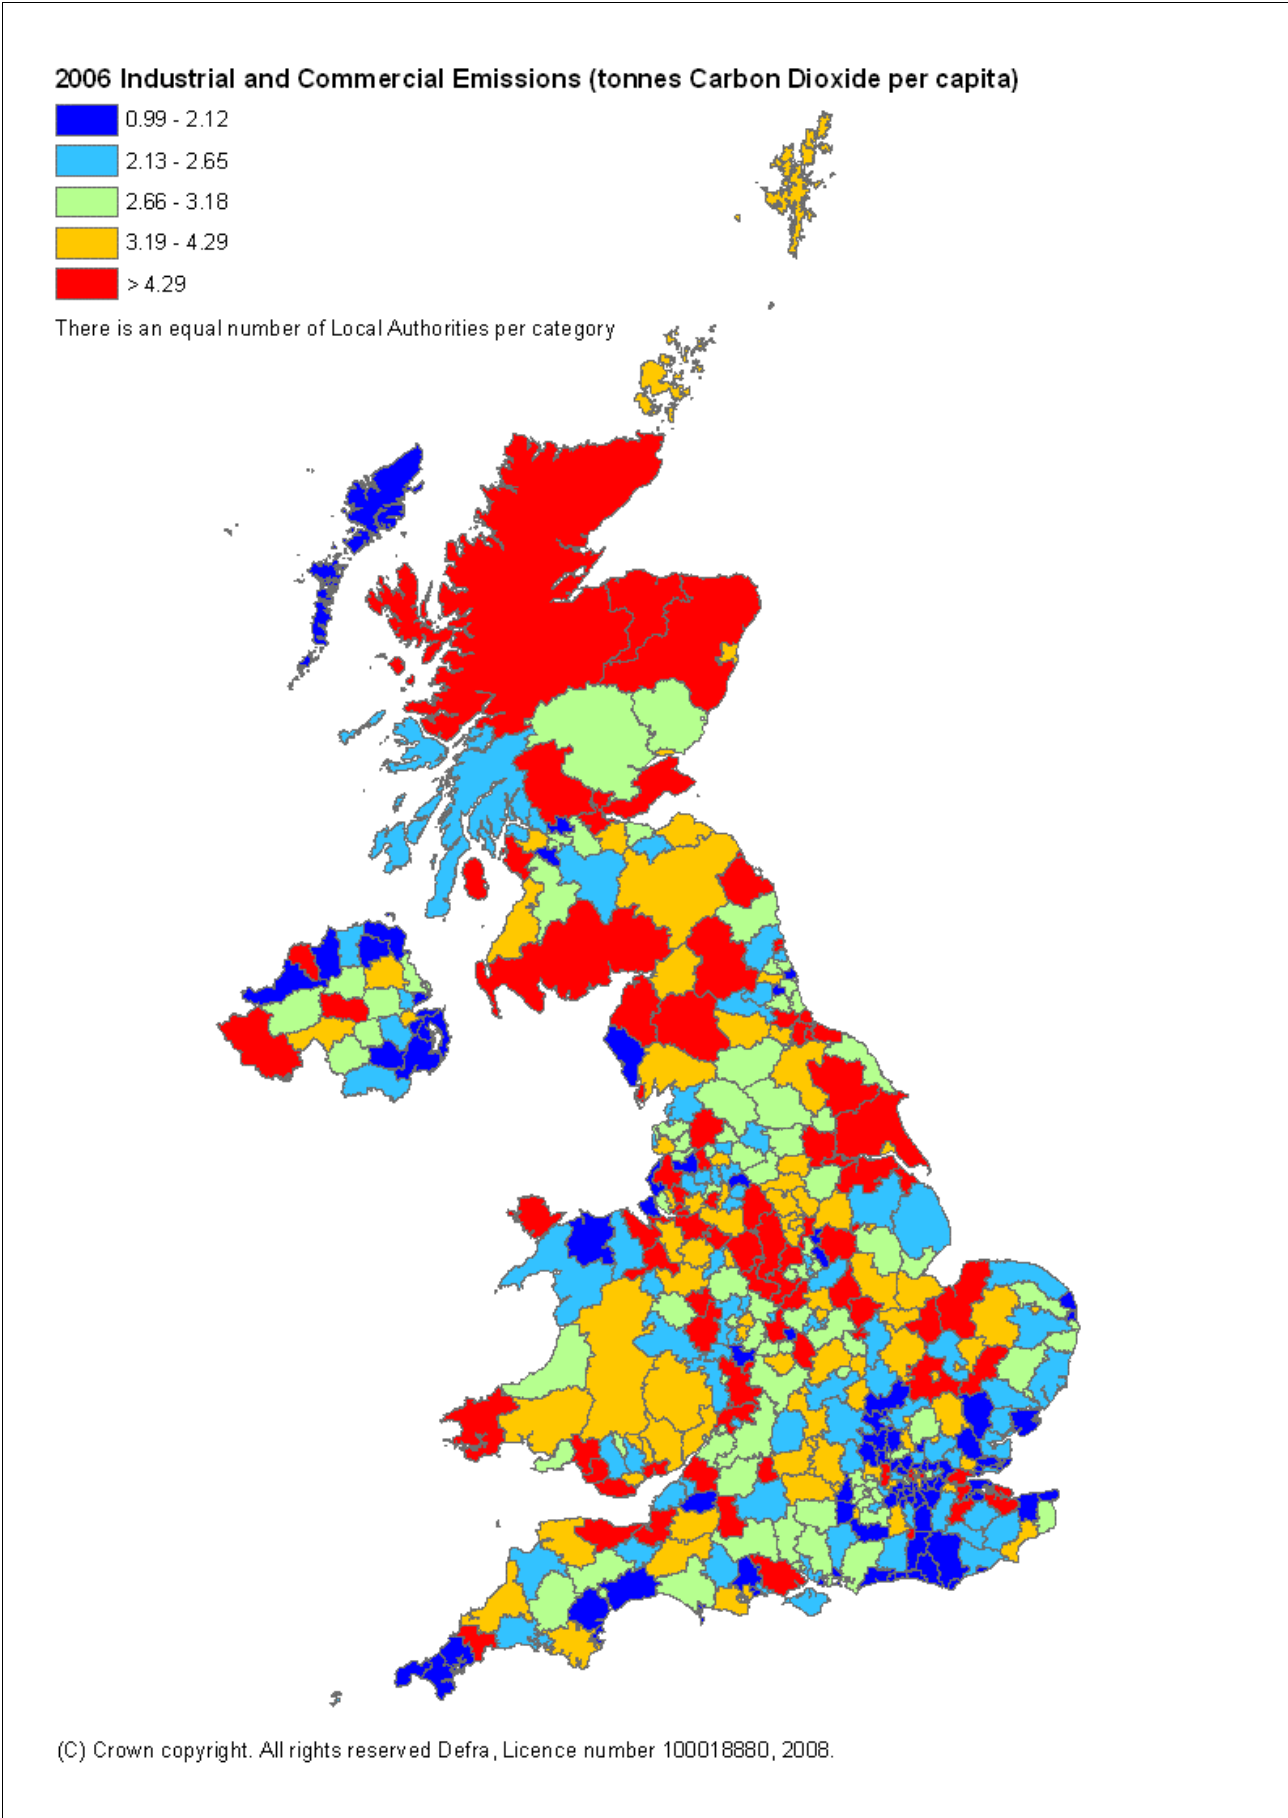 2006 Industrial and Commercial Emissions (tonnes Carbon Dioxide per capita)
0.99 - 2.12
2.13 - 2.65
2.66 - 3.18
3.19 - 4.29
> 4.29
There is an equal number of Local Authorities per category
(C) Crown copyright. All rights reserved Defra, Licence number 100018880, 2008.